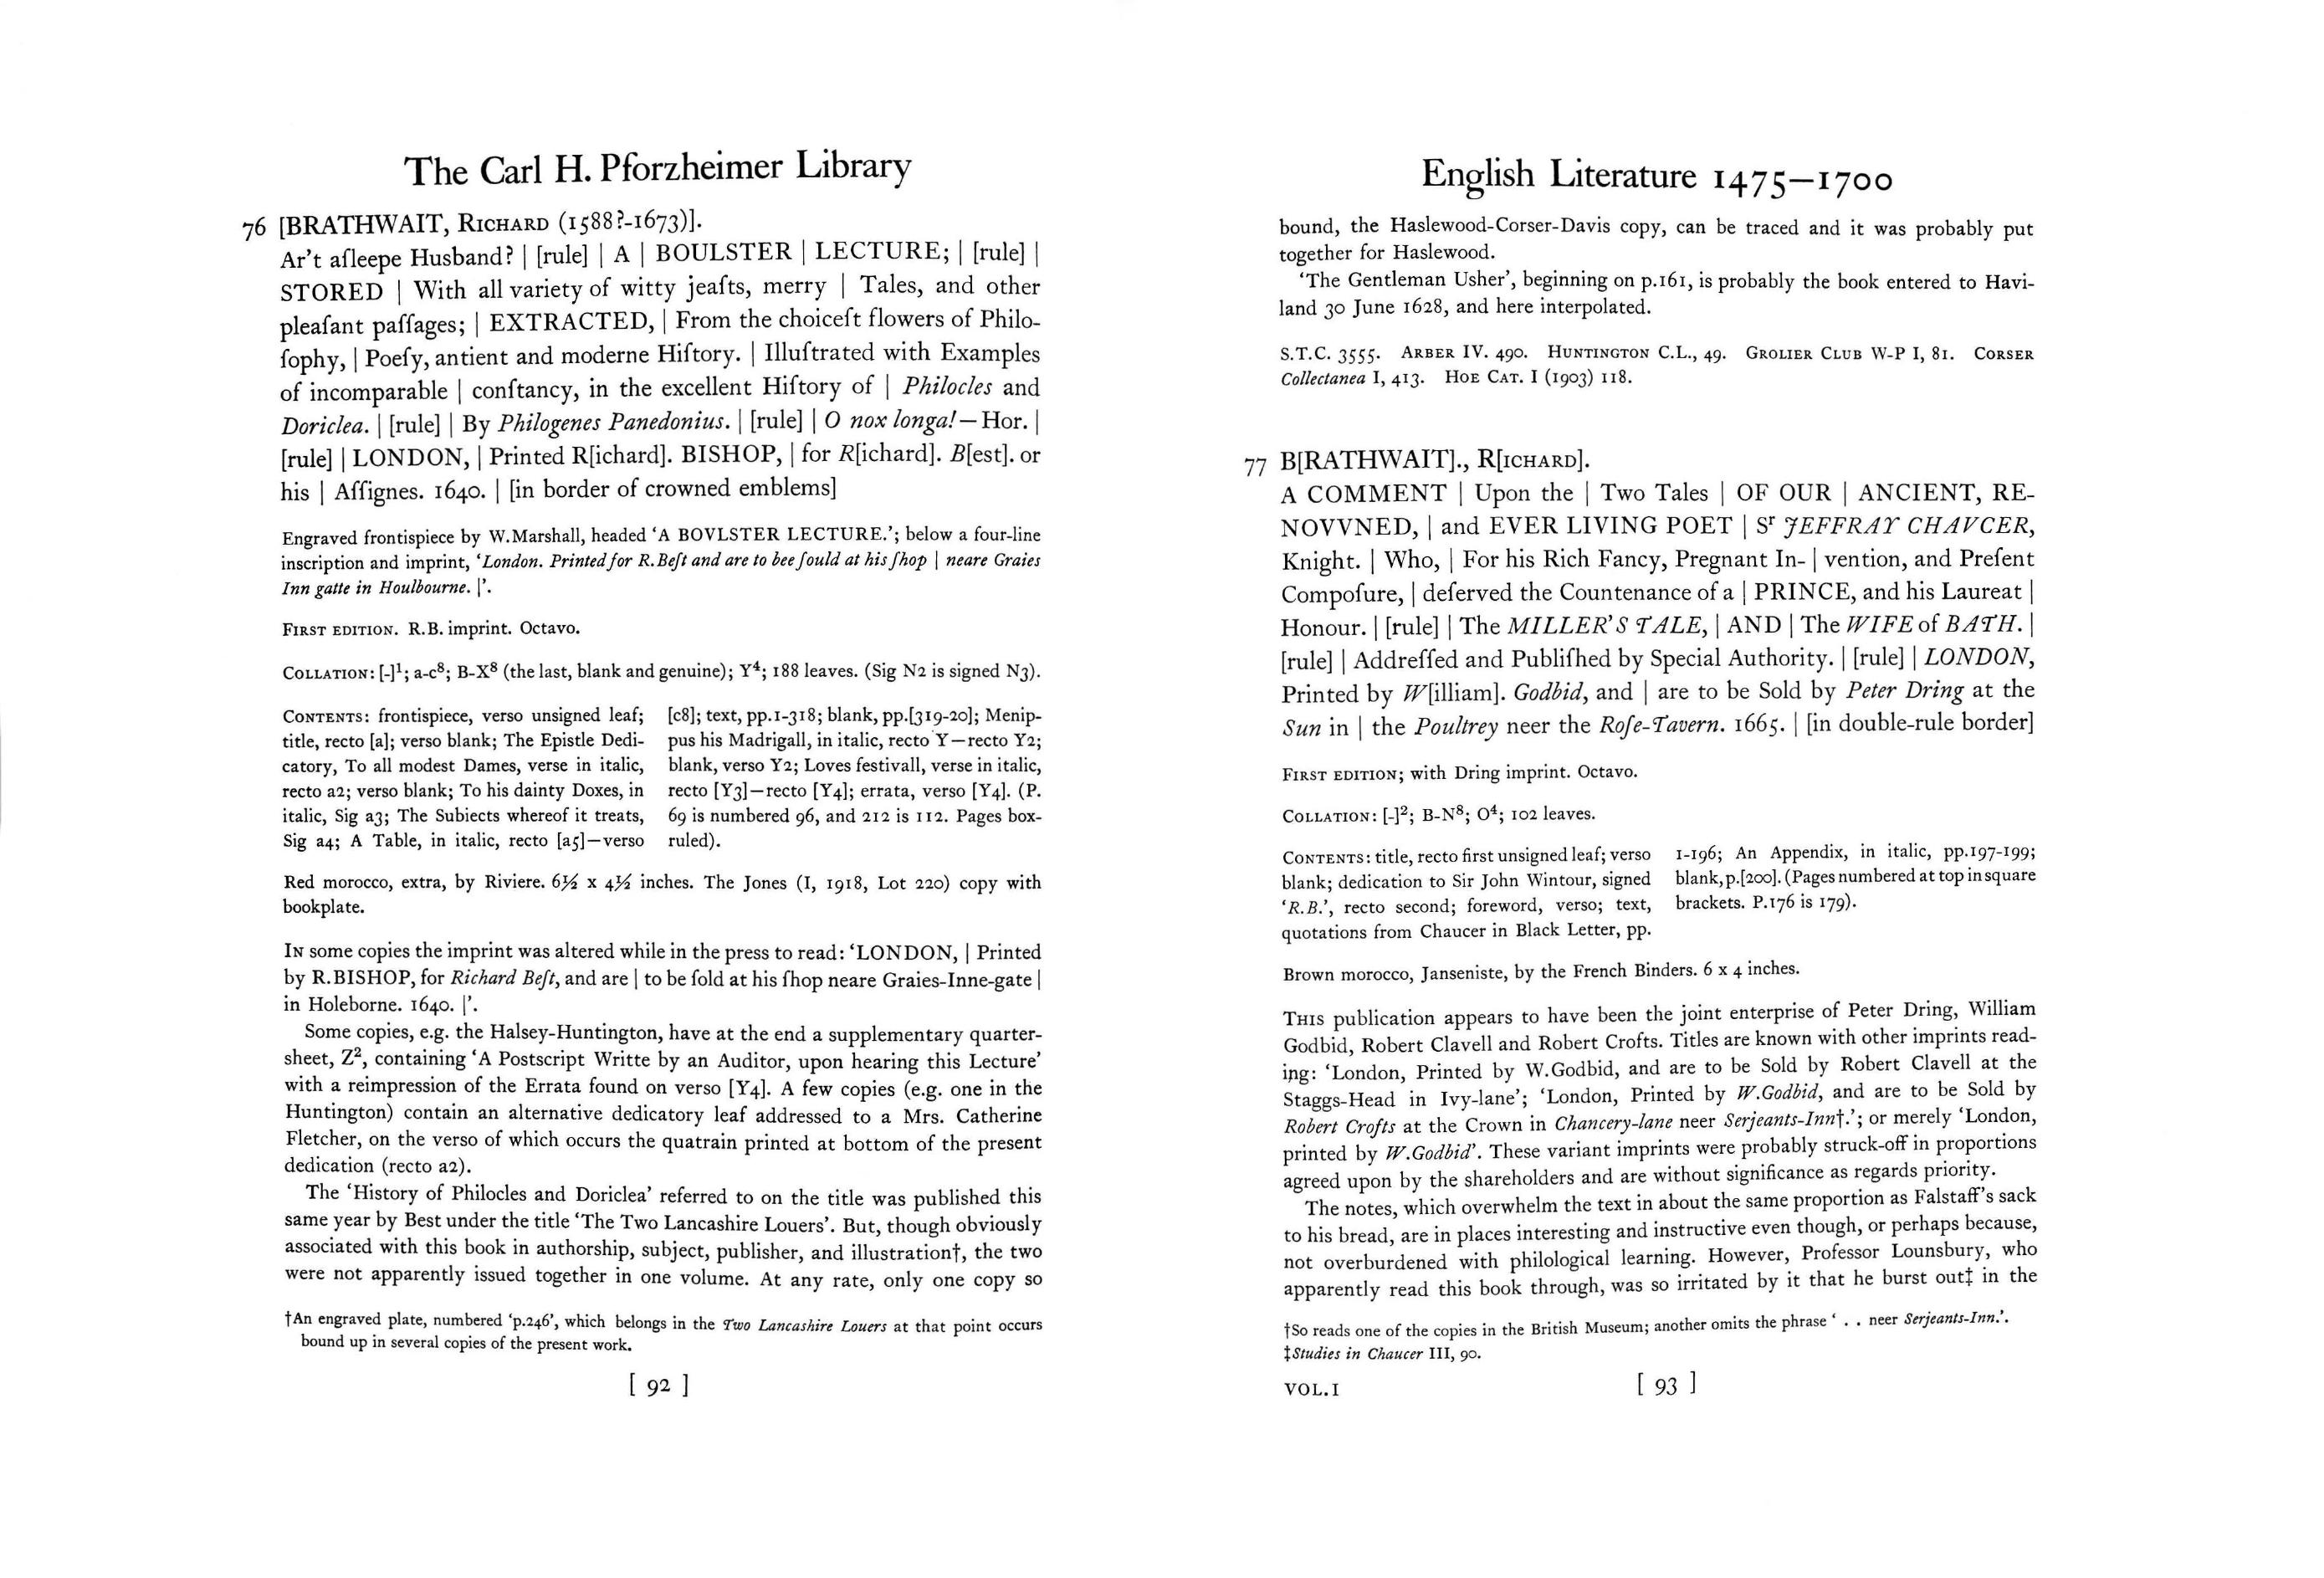 The Carl H. Pforzheimer Library
76 [BRATHWAIT, RICHARD (1588?-1673)].
Ar't aſleepe Husband? | [rule] | A | BOULSTER | LECTURE; | [rule] |
STORED | With all variety of witty jeaſts, merry | Tales, and other
pleaſant paſſages; | EXTRACTED, | From the choiceſt flowers of Philo-
ſophy, | Poeſy, antient and moderne Hiſtory. | Illuſtrated with Examples
of incomparable | conſtancy, in the excellent Hiſtory of | Philocles and
Doriclea. | [rule] | By Philogenes Panedonius. | [rule] | O nox longa!—Hor. |
[rule] | LONDON, | Printed R[ichard]. BISHOP, | for R[ichard]. B[est]. or
his | Aſſignes. 1640. | [in border of crowned emblems]
Engraved frontispiece by W.Marshall, headed ‘A BOVLSTER LECTURE.’; below a four-line
inscription and imprint, ‘London. Printed for R.Beſt and are to bee ſould at his ſhop | neare Graies
Inn gatte in Houlbourne. |’.
FIRST EDITION. R.B. imprint. Octavo.
COLLATION: [-]¹; a-c⁸; B-X⁸ (the last, blank and genuine); Y⁴; 188 leaves. (Sig N2 is signed N3).
CONTENTS: frontispiece, verso unsigned leaf;
title, recto [a]; verso blank; The Epistle Dedi-
catory, To all modest Dames, verse in italic,
recto a2; verso blank; To his dainty Doxes, in
italic, Sig a3; The Subiects whereof it treats,
Sig a4; A Table, in italic, recto [a5]—verso
[c8]; text, pp.1-318; blank, pp.[319-20]; Menip-
pus his Madrigall, in italic, recto Y—recto Y2;
blank, verso Y2; Loves festivall, verse in italic,
recto [Y3]—recto [Y4]; errata, verso [Y4]. (P.
69 is numbered 96, and 212 is 112. Pages box-
ruled).
Red morocco, extra, by Riviere. 6½ x 4½ inches. The Jones (I, 1918, Lot 220) copy with
bookplate.
IN some copies the imprint was altered while in the press to read: ‘LONDON, | Printed
by R.BISHOP, for Richard Beſt, and are | to be ſold at his ſhop neare Graies-Inne-gate |
in Holeborne. 1640. |’.
Some copies, e.g. the Halsey-Huntington, have at the end a supplementary quarter-
sheet, Z², containing ‘A Postscript Writte by an Auditor, upon hearing this Lecture’
with a reimpression of the Errata found on verso [Y4]. A few copies (e.g. one in the
Huntington) contain an alternative dedicatory leaf addressed to a Mrs. Catherine
Fletcher, on the verso of which occurs the quatrain printed at bottom of the present
dedication (recto a2).
The ‘History of Philocles and Doriclea’ referred to on the title was published this
same year by Best under the title ‘The Two Lancashire Louers’. But, though obviously
associated with this book in authorship, subject, publisher, and illustration†, the two
were not apparently issued together in one volume. At any rate, only one copy so
†An engraved plate, numbered ‘p.246’, which belongs in the Two Lancashire Louers at that point occurs
bound up in several copies of the present work.
[ 92 ]
English Literature 1475—1700
bound, the Haslewood-Corser-Davis copy, can be traced and it was probably put
together for Haslewood.
‘The Gentleman Usher’, beginning on p.161, is probably the book entered to Havi-
land 30 June 1628, and here interpolated.
S.T.C. 3555. ARBER IV. 490. HUNTINGTON C.L., 49. GROLIER CLUB W-P I, 81. CORSER
Collectanea I, 413. HOE CAT. I (1903) 118.
77 B[RATHWAIT]., R[ICHARD].
A COMMENT | Upon the | Two Tales | OF OUR | ANCIENT, RE-
NOVVNED, | and EVER LIVING POET | Sʳ JEFFRAY CHAVCER,
Knight. | Who, | For his Rich Fancy, Pregnant In- | vention, and Preſent
Compoſure, | deſerved the Countenance of a | PRINCE, and his Laureat |
Honour. | [rule] | The MILLER'S TALE, | AND | The WIFE of BATH. |
[rule] | Addreſſed and Publiſhed by Special Authority. | [rule] | LONDON,
Printed by W[illiam]. Godbid, and | are to be Sold by Peter Dring at the
Sun in | the Poultrey neer the Roſe-Tavern. 1665. | [in double-rule border]
FIRST EDITION; with Dring imprint. Octavo.
COLLATION: [-]²; B-N⁸; O⁴; 102 leaves.
CONTENTS: title, recto first unsigned leaf; verso
blank; dedication to Sir John Wintour, signed
‘R.B.’, recto second; foreword, verso; text,
quotations from Chaucer in Black Letter, pp.
1-196; An Appendix, in italic, pp.197-199;
blank, p.[200]. (Pages numbered at top in square
brackets. P.176 is 179).
Brown morocco, Janseniste, by the French Binders. 6 x 4 inches.
THIS publication appears to have been the joint enterprise of Peter Dring, William
Godbid, Robert Clavell and Robert Crofts. Titles are known with other imprints read-
ing: ‘London, Printed by W.Godbid, and are to be Sold by Robert Clavell at the
Staggs-Head in Ivy-lane’; ‘London, Printed by W.Godbid, and are to be Sold by
Robert Crofts at the Crown in Chancery-lane neer Serjeants-Inn†.’; or merely ‘London,
printed by W.Godbid’. These variant imprints were probably struck-off in proportions
agreed upon by the shareholders and are without significance as regards priority.
The notes, which overwhelm the text in about the same proportion as Falstaff's sack
to his bread, are in places interesting and instructive even though, or perhaps because,
not overburdened with philological learning. However, Professor Lounsbury, who
apparently read this book through, was so irritated by it that he burst out‡ in the
†So reads one of the copies in the British Museum; another omits the phrase ‘ . . neer Serjeants-Inn.’.
‡Studies in Chaucer III, 90.
VOL.I
[ 93 ]